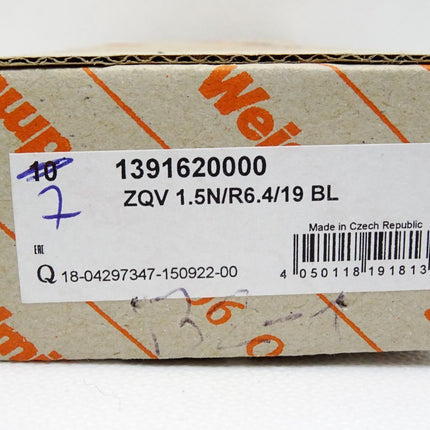 Wei
10 1391620000
7 ZQV 1.5N/R6.4/19 BL
Made in Czech Republic
EAC
Q 18-04297347-150922-00
4 050118 191813